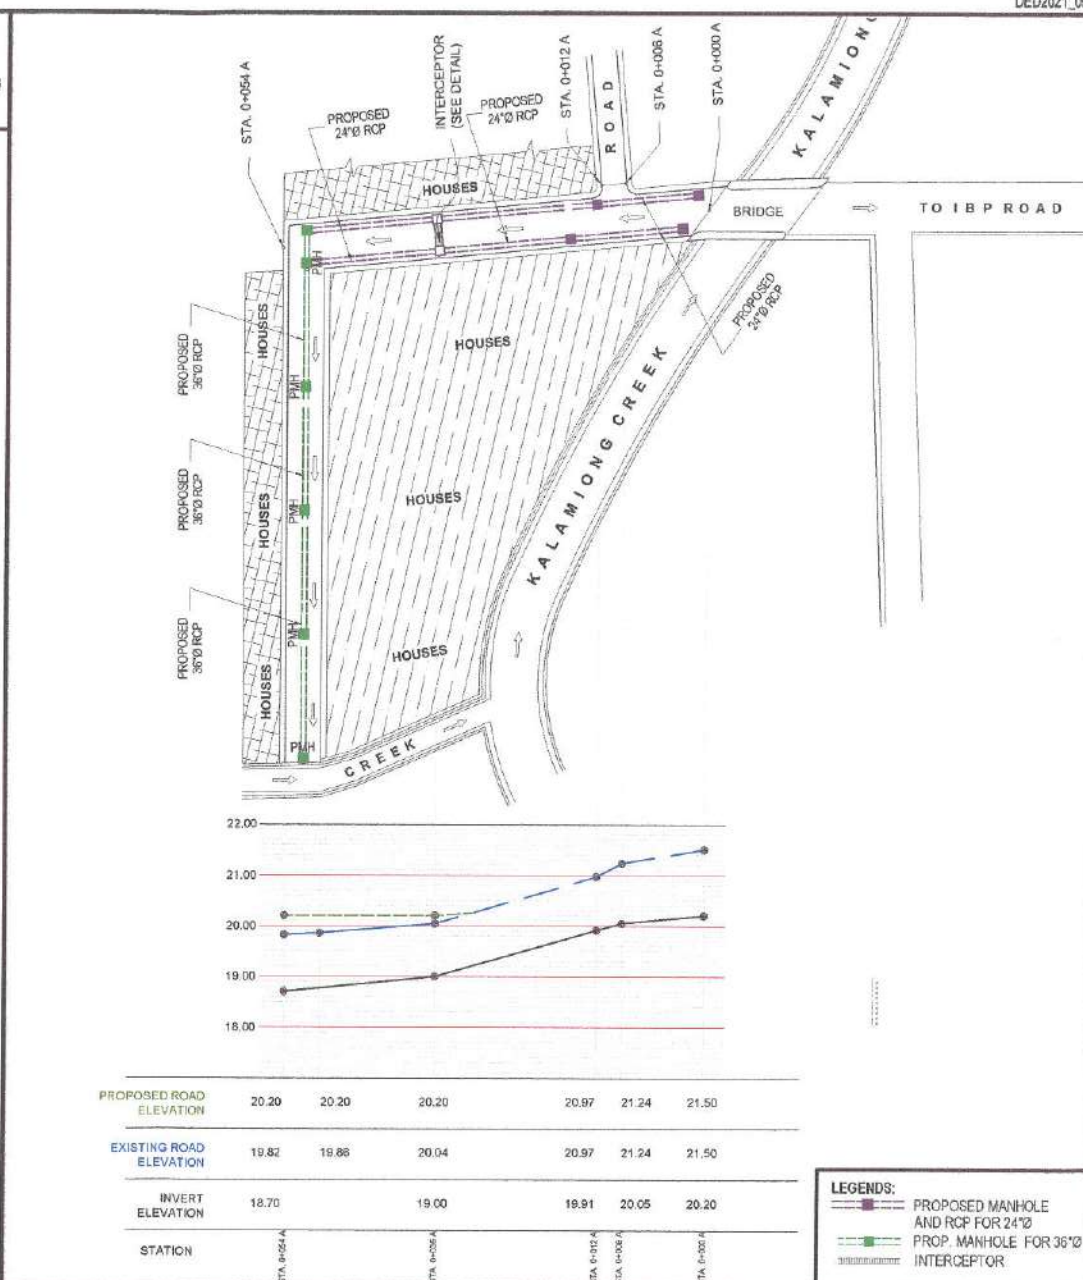 STA. 0+054 A
PROPOSED
24"Ø RCP
INTERCEPTOR
(SEE DETAIL)
PROPOSED
24"Ø RCP
STA. 0+012 A
ROAD
STA. 0+006 A
STA. 0+000 A
KALAMIONG
HOUSES
BRIDGE
TO IBP ROAD
PMH
PROPOSED
24"Ø RCP
HOUSES
HOUSES
PROPOSED
36"Ø RCP
PMH
KALAMIONG CREEK
PROPOSED
36"Ø RCP
HOUSES
PMH
HOUSES
PROPOSED
36"Ø RCP
PMH
HOUSES
HOUSES
PMH
CREEK
22.00
21.00
20.00
19.00
18.00
PROPOSED ROAD
ELEVATION
20.20 20.20 20.20 20.97 21.24 21.50
EXISTING ROAD
ELEVATION
19.82 19.86 20.04 20.97 21.24 21.50
INVERT
ELEVATION
18.70 19.00 19.91 20.05 20.20
STATION
LEGENDS:
PROPOSED MANHOLE
AND RCP FOR 24"Ø
PROP. MANHOLE FOR 36"Ø
INTERCEPTOR